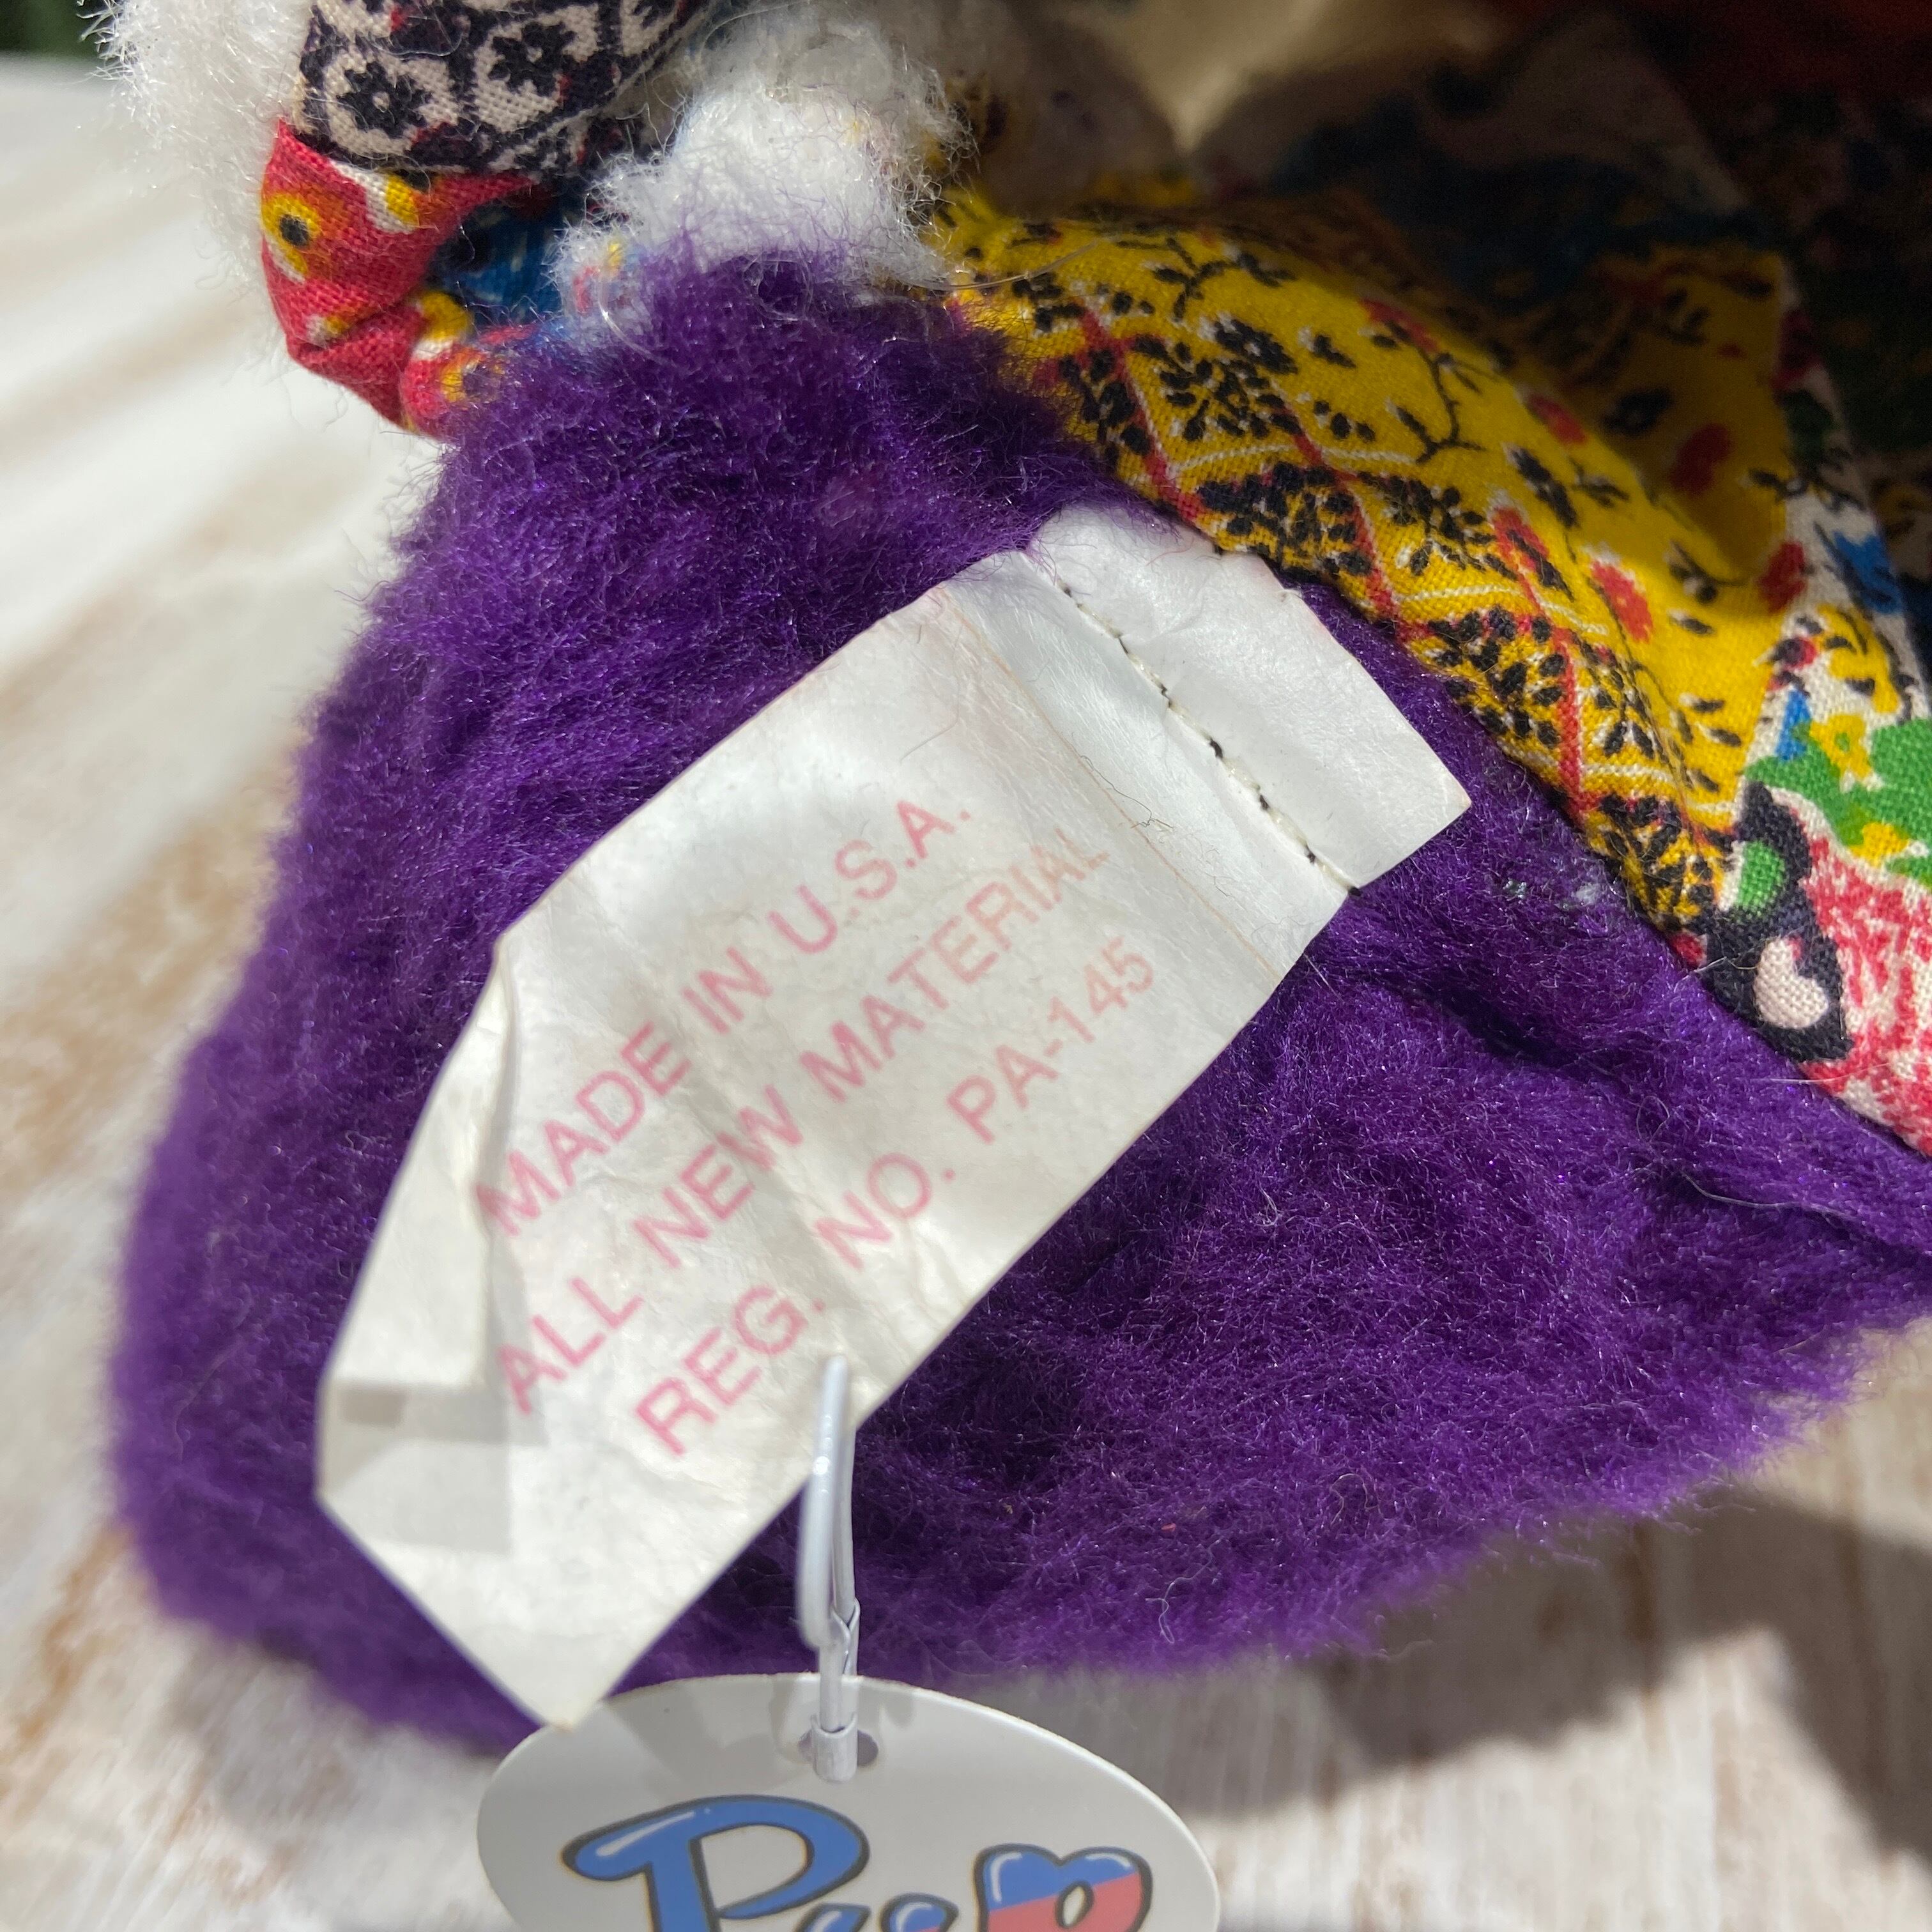 MADE IN U.S.A.
ALL NEW MATERIAL
REG. NO. PA-145